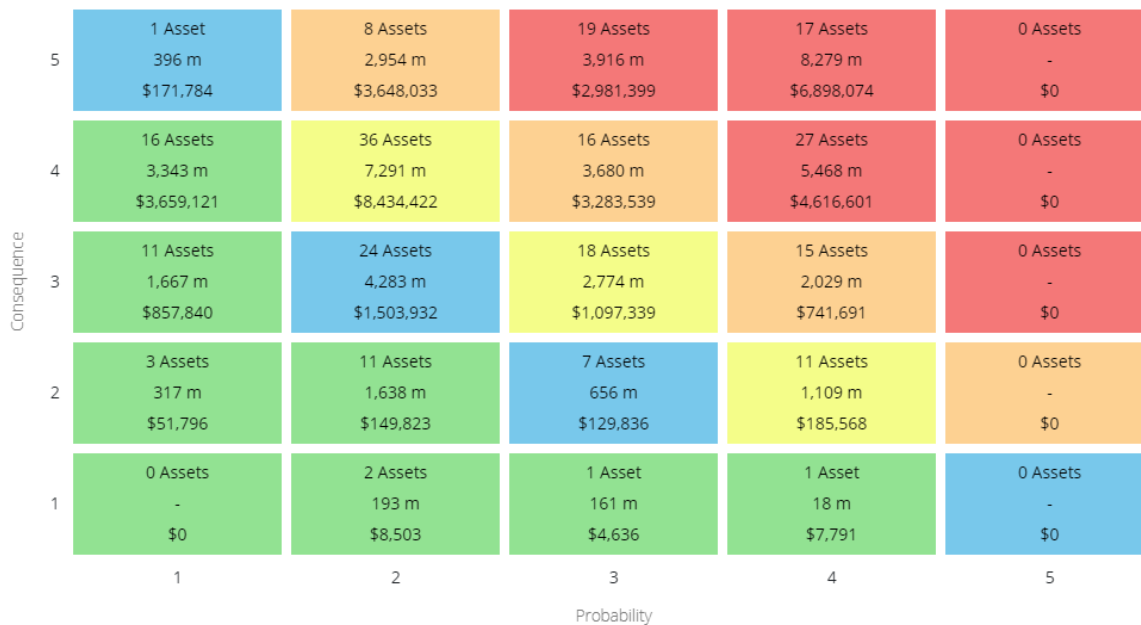 5
1 Asset
396 m
$171,784
8 Assets
2,954 m
$3,648,033
19 Assets
3,916 m
$2,981,399
17 Assets
8,279 m
$6,898,074
0 Assets
-
$0
4
16 Assets
3,343 m
$3,659,121
36 Assets
7,291 m
$8,434,422
16 Assets
3,680 m
$3,283,539
27 Assets
5,468 m
$4,616,601
0 Assets
-
$0
Consequence
3
11 Assets
1,667 m
$857,840
24 Assets
4,283 m
$1,503,932
18 Assets
2,774 m
$1,097,339
15 Assets
2,029 m
$741,691
0 Assets
-
$0
2
3 Assets
317 m
$51,796
11 Assets
1,638 m
$149,823
7 Assets
656 m
$129,836
11 Assets
1,109 m
$185,568
0 Assets
-
$0
1
0 Assets
-
$0
2 Assets
193 m
$8,503
1 Asset
161 m
$4,636
1 Asset
18 m
$7,791
0 Assets
-
$0
1
2
3
4
5
Probability